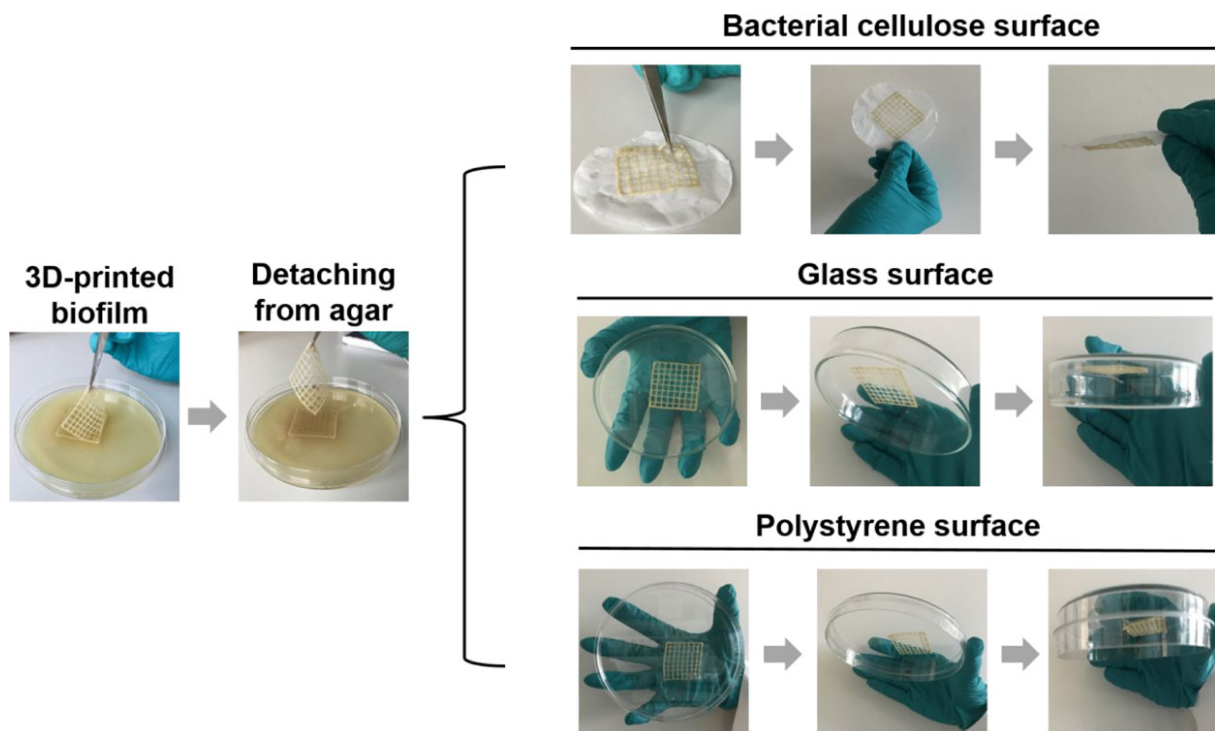 Bacterial cellulose surface
3D-printed
biofilm
Detaching
from agar
Glass surface
Polystyrene surface